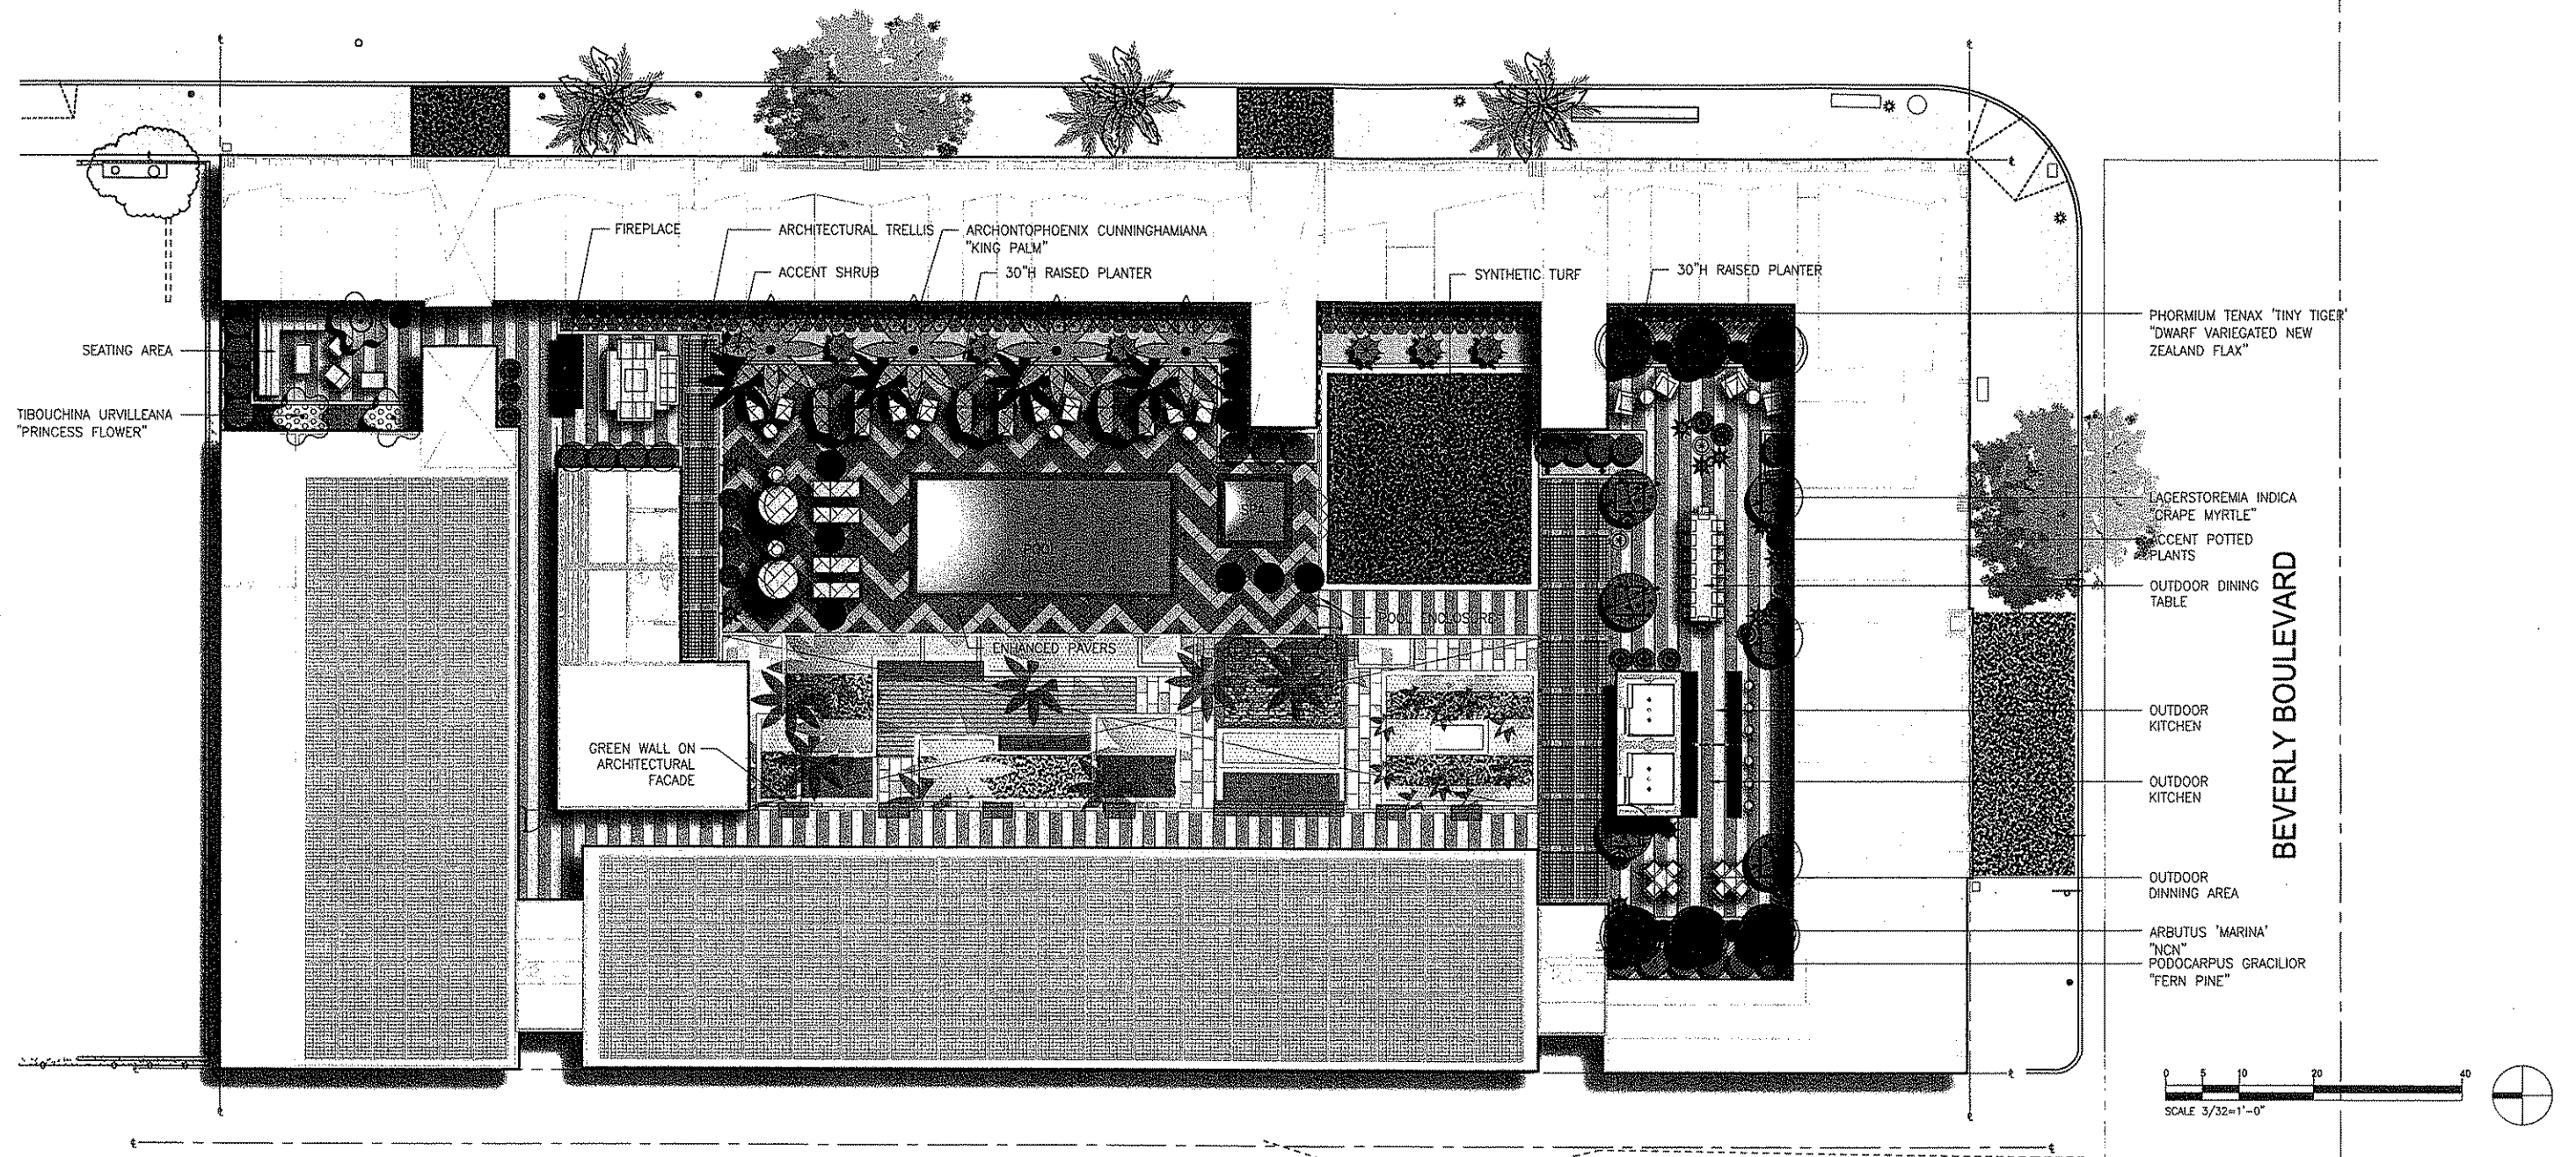 FIREPLACE
ARCHITECTURAL TRELLIS
ARCHONTOPHOENIX CUNNINGHAMIANA
"KING PALM"
ACCENT SHRUB
30"H RAISED PLANTER
SYNTHETIC TURF
30"H RAISED PLANTER
SEATING AREA
TIBOUCHINA URVILLEANA
"PRINCESS FLOWER"
PHORMIUM TENAX 'TINY TIGER'
"DWARF VARIEGATED NEW
ZEALAND FLAX"
LAGERSTOREMIA INDICA
"CRAPE MYRTLE"
ACCENT POTTED
PLANTS
OUTDOOR DINING
TABLE
POOL
SPA
POOL ENCLOSURE
ENHANCED PAVERS
GREEN WALL ON
ARCHITECTURAL
FACADE
OUTDOOR
KITCHEN
OUTDOOR
KITCHEN
OUTDOOR
DINNING AREA
ARBUTUS 'MARINA'
"NCN"
PODOCARPUS GRACILIOR
"FERN PINE"
BEVERLY BOULEVARD
0 5 10 20 40
SCALE 3/32=1'-0"